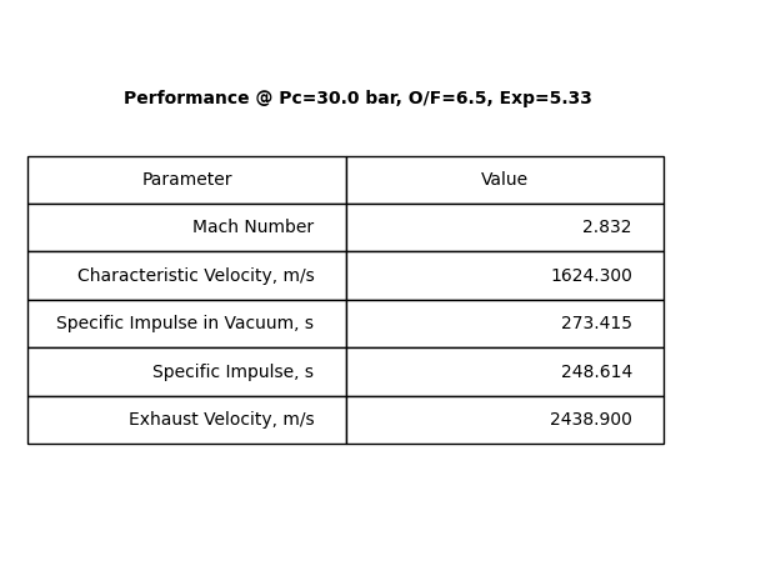 Performance @ Pc=30.0 bar, O/F=6.5, Exp=5.33
Parameter Value
Mach Number 2.832
Characteristic Velocity, m/s 1624.300
Specific Impulse in Vacuum, s 273.415
Specific Impulse, s 248.614
Exhaust Velocity, m/s 2438.900